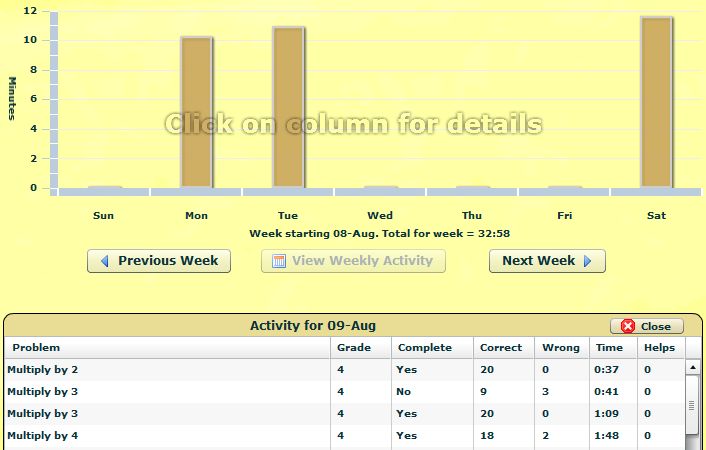 12
10
8
6
4
2
0
Minutes
Click on column for details
Sun Mon Tue Wed Thu Fri Sat
Week starting 08-Aug. Total for week = 32:58
Previous Week View Weekly Activity Next Week
Activity for 09-Aug Close
Problem Grade Complete Correct Wrong Time Helps
Multiply by 2 4 Yes 20 0 0:37 0
Multiply by 3 4 No 9 3 0:41 0
Multiply by 3 4 Yes 20 0 1:09 0
Multiply by 4 4 Yes 18 2 1:48 0